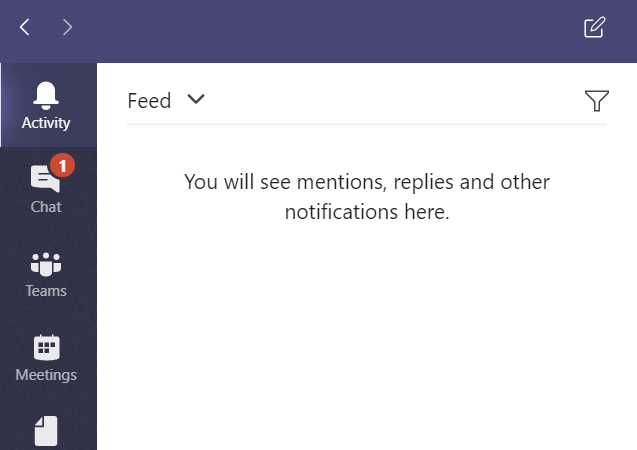 Activity
1
Chat
Teams
Meetings
Feed
You will see mentions, replies and other
notifications here.